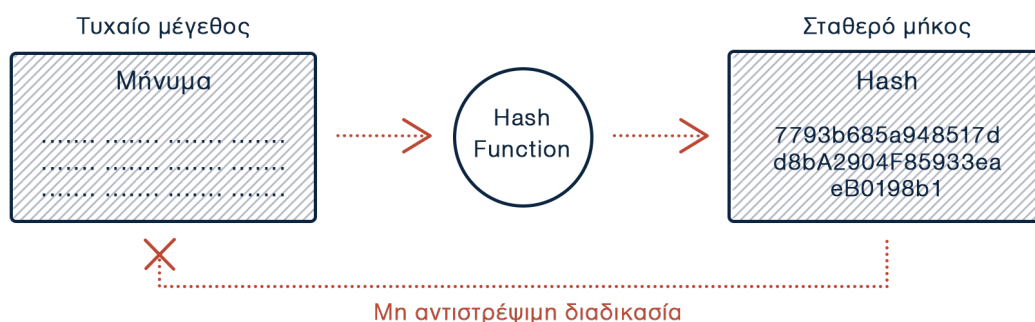 Τυχαίο μέγεθος
Σταθερό μήκος
Μήνυμα
....... ....... ....... .......
....... ....... ....... .......
....... ....... ....... .......
Hash
Function
Hash
7793b685a948517d
d8bA2904F85933ea
eB0198b1
Μη αντιστρέψιμη διαδικασία